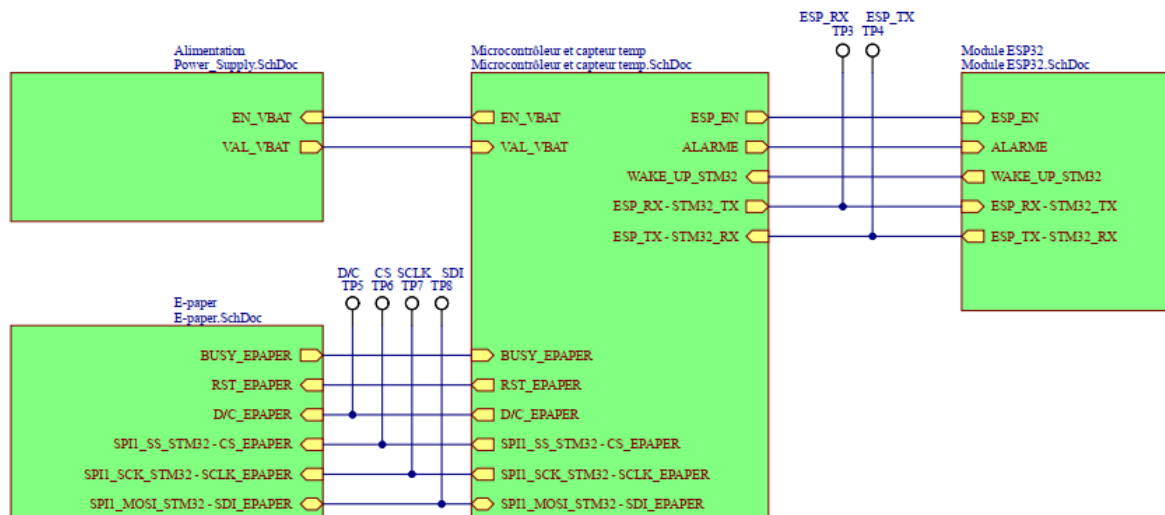 ESP_RX ESP_TX
TP3 TP4
Alimentation
Power_Supply.SchDoc
EN_VBAT
VAL_VBAT
Microcontrôleur et capteur temp
Microcontrôleur et capteur temp.SchDoc
EN_VBAT
VAL_VBAT
ESP_EN
ALARME
WAKE_UP_STM32
ESP_RX - STM32_TX
ESP_TX - STM32_RX
Module ESP32
Module ESP32.SchDoc
ESP_EN
ALARME
WAKE_UP_STM32
ESP_RX - STM32_TX
ESP_TX - STM32_RX
D/C CS SCLK SDI
TP5 TP6 TP7 TP8
E-paper
E-paper.SchDoc
BUSY_EPAPER
RST_EPAPER
D/C_EPAPER
SPI1_SS_STM32 - CS_EPAPER
SPI1_SCK_STM32 - SCLK_EPAPER
SPI1_MOSI_STM32 - SDI_EPAPER
BUSY_EPAPER
RST_EPAPER
D/C_EPAPER
SPI1_SS_STM32 - CS_EPAPER
SPI1_SCK_STM32 - SCLK_EPAPER
SPI1_MOSI_STM32 - SDI_EPAPER